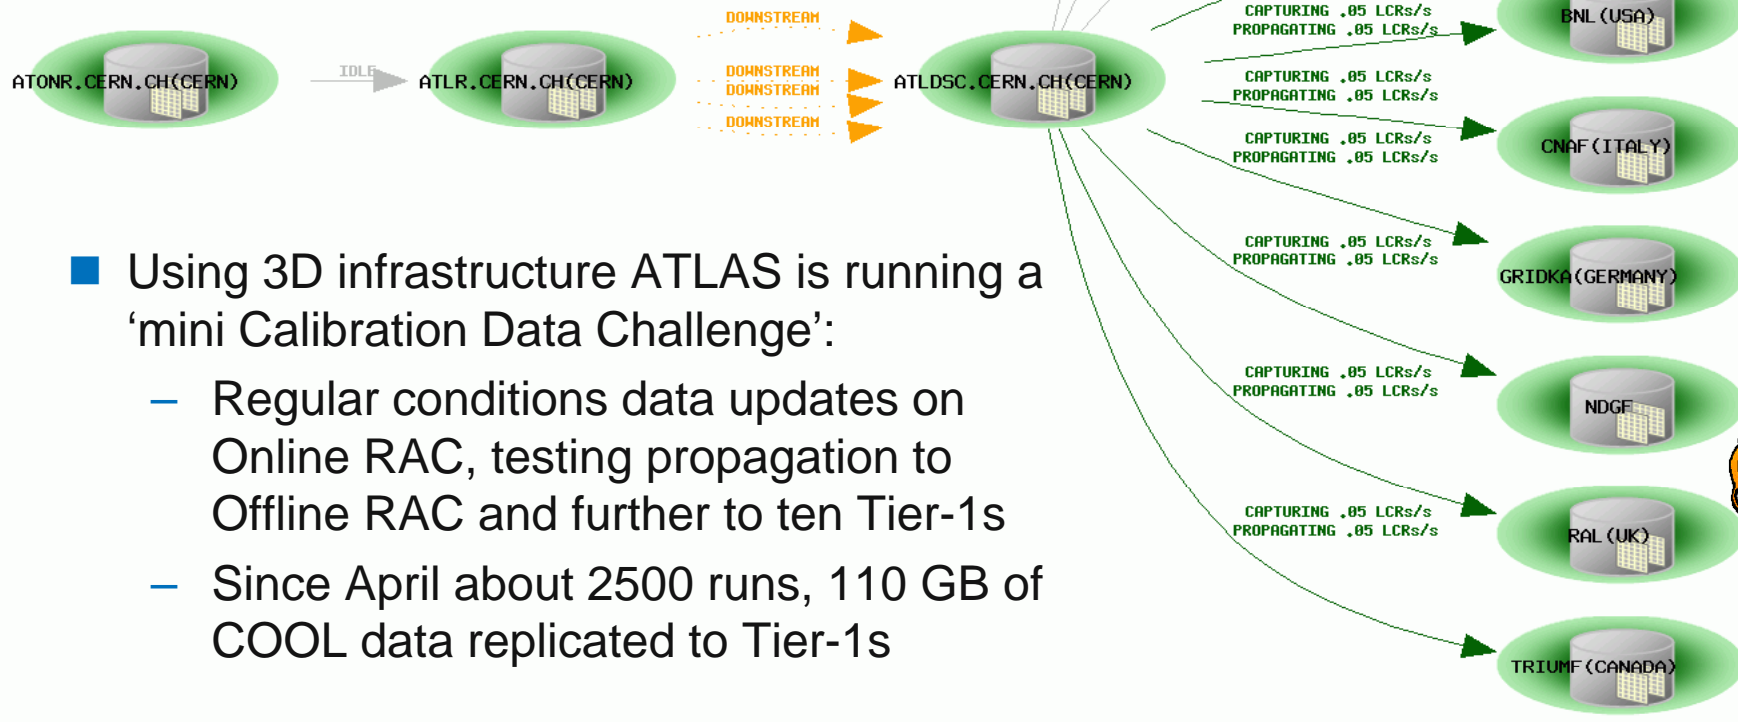 CAPTURING .05 LCRs/s
PROPAGATING .05 LCRs/s
BNL(USA)
DOWNSTREAM
ATONR.CERN.CH(CERN)
IDLE
ATLR.CERN.CH(CERN)
DOWNSTREAM
DOWNSTREAM
DOWNSTREAM
ATLDSC.CERN.CH(CERN)
CAPTURING .05 LCRs/s
PROPAGATING .05 LCRs/s
CNAF(ITALY)
CAPTURING .05 LCRs/s
PROPAGATING .05 LCRs/s
GRIDKA(GERMANY)
CAPTURING .05 LCRs/s
PROPAGATING .05 LCRs/s
NDGF
CAPTURING .05 LCRs/s
PROPAGATING .05 LCRs/s
RAL(UK)
CAPTURING .05 LCRs/s
PROPAGATING .05 LCRs/s
TRIUMF(CANADA)
Using 3D infrastructure ATLAS is running a
‘mini Calibration Data Challenge’:
– Regular conditions data updates on
Online RAC, testing propagation to
Offline RAC and further to ten Tier-1s
– Since April about 2500 runs, 110 GB of
COOL data replicated to Tier-1s